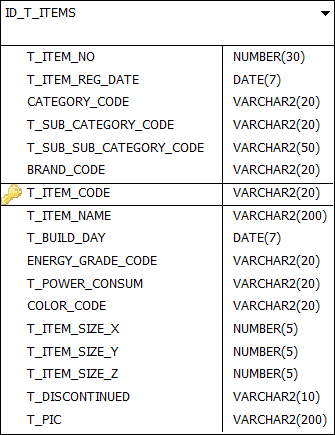 ID_T_ITEMS
T_ITEM_NO NUMBER(30)
T_ITEM_REG_DATE DATE(7)
CATEGORY_CODE VARCHAR2(20)
T_SUB_CATEGORY_CODE VARCHAR2(20)
T_SUB_SUB_CATEGORY_CODE VARCHAR2(50)
BRAND_CODE VARCHAR2(20)
T_ITEM_CODE VARCHAR2(20)
T_ITEM_NAME VARCHAR2(200)
T_BUILD_DAY DATE(7)
ENERGY_GRADE_CODE VARCHAR2(20)
T_POWER_CONSUM VARCHAR2(20)
COLOR_CODE VARCHAR2(20)
T_ITEM_SIZE_X NUMBER(5)
T_ITEM_SIZE_Y NUMBER(5)
T_ITEM_SIZE_Z NUMBER(5)
T_DISCONTINUED VARCHAR2(10)
T_PIC VARCHAR2(200)